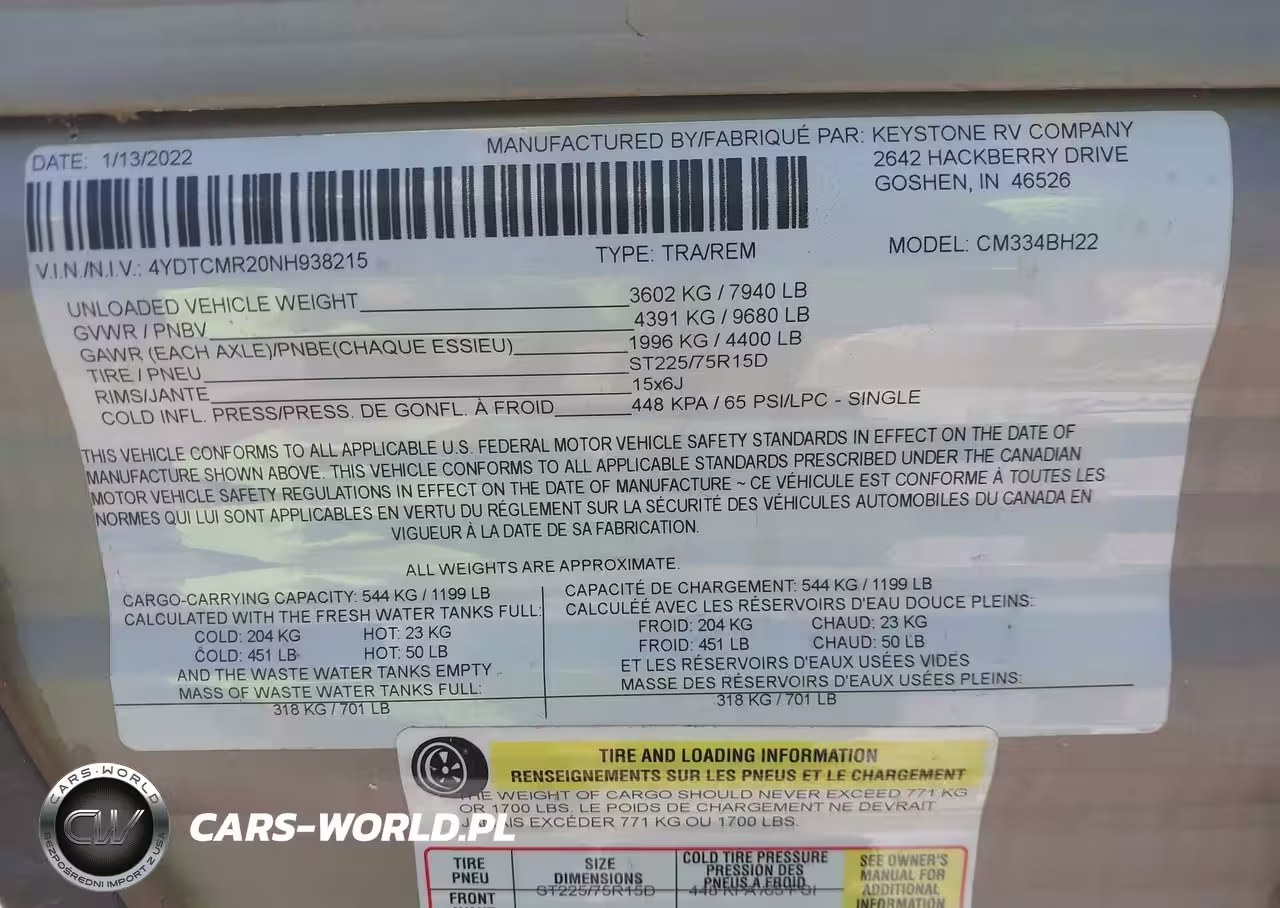 DATE: 1/13/2022
MANUFACTURED BY/FABRIQUÉ PAR: KEYSTONE RV COMPANY
2642 HACKBERRY DRIVE
GOSHEN, IN 46526
V.I.N./N.I.V.: 4YDTCMR20NH938215
TYPE: TRA/REM
MODEL: CM334BH22
UNLOADED VEHICLE WEIGHT 3602 KG / 7940 LB
GVWR / PNBV 4391 KG / 9680 LB
GAWR (EACH AXLE)/PNBE(CHAQUE ESSIEU) 1996 KG / 4400 LB
TIRE / PNEU ST225/75R15D
RIMS/JANTE 15x6J
COLD INFL. PRESS/PRESS. DE GONFL. À FROID 448 KPA / 65 PSI/LPC - SINGLE
THIS VEHICLE CONFORMS TO ALL APPLICABLE U.S. FEDERAL MOTOR VEHICLE SAFETY STANDARDS IN EFFECT ON THE DATE OF
MANUFACTURE SHOWN ABOVE. THIS VEHICLE CONFORMS TO ALL APPLICABLE STANDARDS PRESCRIBED UNDER THE CANADIAN
MOTOR VEHICLE SAFETY REGULATIONS IN EFFECT ON THE DATE OF MANUFACTURE ~ CE VÉHICULE EST CONFORME À TOUTES LES
NORMES QUI LUI SONT APPLICABLES EN VERTU DU RÉGLEMENT SUR LA SÉCURITÉ DES VÉHICULES AUTOMOBILES DU CANADA EN
VIGUEUR À LA DATE DE SA FABRICATION.
ALL WEIGHTS ARE APPROXIMATE.
CARGO-CARRYING CAPACITY: 544 KG / 1199 LB
CALCULATED WITH THE FRESH WATER TANKS FULL:
COLD: 204 KG HOT: 23 KG
COLD: 451 LB HOT: 50 LB
AND THE WASTE WATER TANKS EMPTY
MASS OF WASTE WATER TANKS FULL:
318 KG / 701 LB
CAPACITÉ DE CHARGEMENT: 544 KG / 1199 LB
CALCULÉE AVEC LES RÉSERVOIRS D'EAU DOUCE PLEINS:
FROID: 204 KG CHAUD: 23 KG
FROID: 451 LB CHAUD: 50 LB
ET LES RÉSERVOIRS D'EAUX USÉES VIDES
MASSE DES RÉSERVOIRS D'EAUX USÉES PLEINS:
318 KG / 701 LB
TIRE AND LOADING INFORMATION
RENSEIGNEMENTS SUR LES PNEUS ET LE CHARGEMENT
THE WEIGHT OF CARGO SHOULD NEVER EXCEED 771 KG
OR 1700 LBS. LE POIDS DE CHARGEMENT NE DEVRAIT
JAMAIS EXCÉDER 771 KG OU 1700 LBS.
TIRE
PNEU
SIZE
DIMENSIONS
COLD TIRE PRESSURE
PRESSION DES
PNEUS A FROID
SEE OWNER'S
MANUAL FOR
ADDITIONAL
INFORMATION
FRONT
ST225/75R15D
448 KPA / 65 PSI
CARS-WORLD
CW
BEZPOŚREDNI IMPORT Z USA
CARS-WORLD.PL